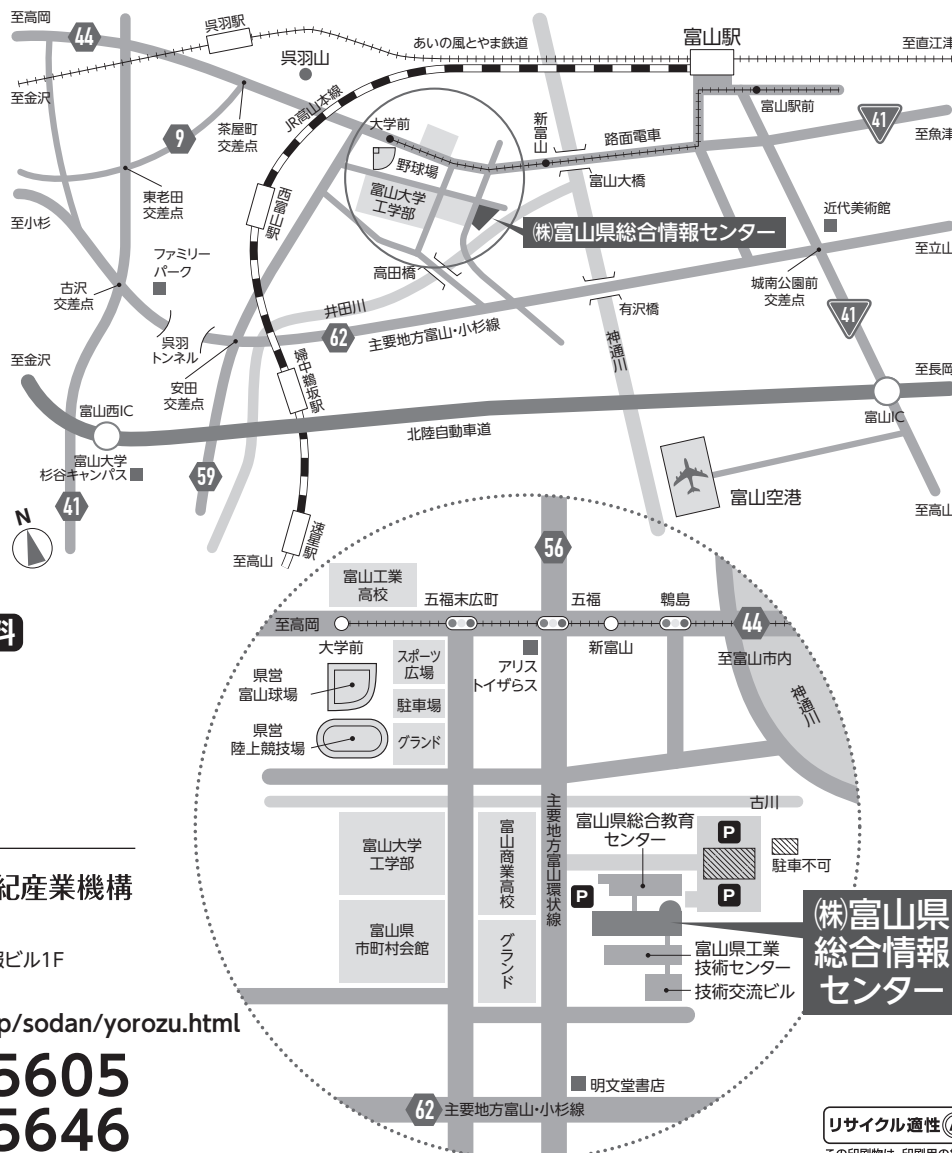 至高岡
44
呉羽駅
あいの風とやま鉄道
富山駅
至直江津
呉羽山
至金沢
JR高山本線
9
茶屋町
交差点
大学前
新富山
路面電車
富山駅前
41
至魚津
野球場
東老田
交差点
西富山駅
富山大学
工学部
富山大橋
至小杉
近代美術館
㈱富山県総合情報センター
ファミリー
パーク
至立山
高田橋
古沢
交差点
城南公園前
交差点
井田川
有沢橋
41
呉羽
トンネル
62
主要地方富山・小杉線
神通川
至金沢
安田
交差点
婦中鵜坂駅
至長岡
富山西IC
富山IC
北陸自動車道
富山大学
杉谷キャンパス
59
41
富山空港
N
速星駅
至高山
至高山
56
富山工業
高校
五福末広町
五福
鵯島
至高岡
44
料
大学前
スポーツ
広場
アリス
トイザらス
新富山
至富山市内
県営
富山球場
駐車場
神通川
県営
陸上競技場
グランド
古川
主要地方富山環状線
富山県総合教育
センター
P
富山大学
工学部
富山商業高校
駐車不可
紀産業機構
P
P
㈱富山県
総合情報
センター
富山県
市町村会館
グランド
富山県工業
技術センター
報ビル1F
技術交流ビル
p/sodan/yorozu.html
5605
明文堂書店
5646
62
主要地方富山・小杉線
リサイクル適性